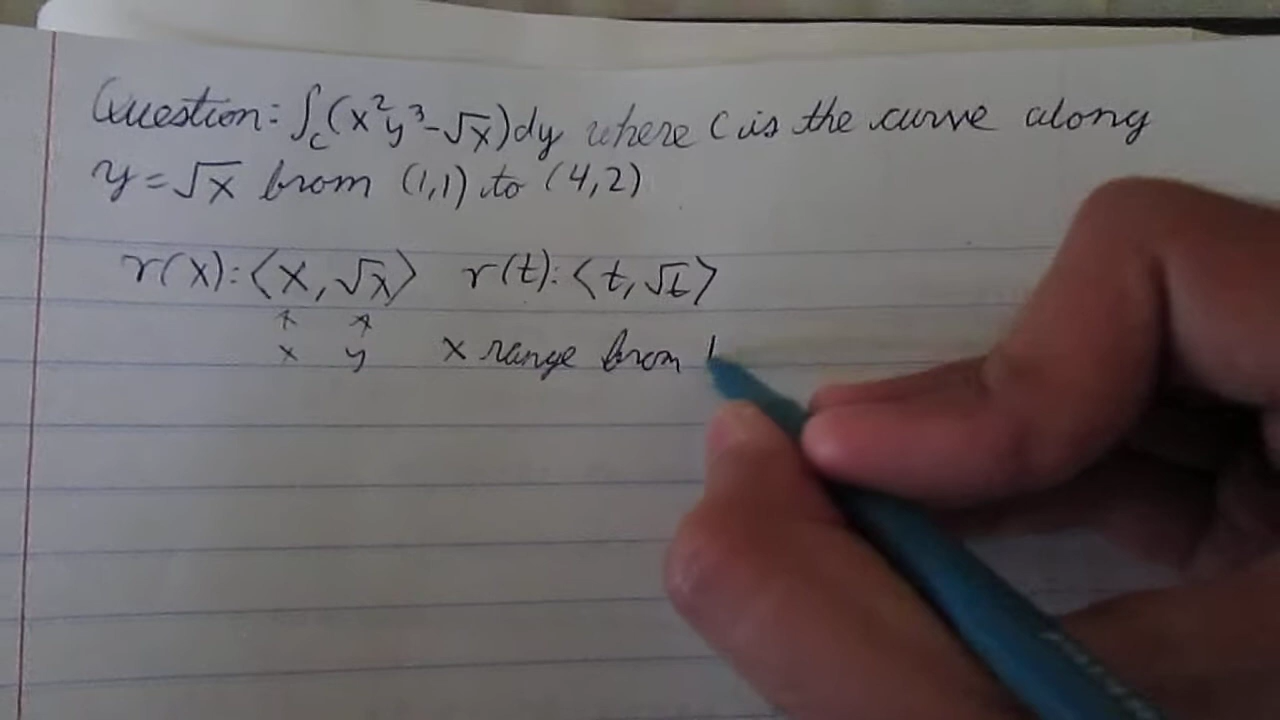 Question: ∫c (x²y³-√x)dy where C is the curve along
y=√x from (1,1) to (4,2)
r(x): ⟨x,√x⟩ r(t): ⟨t,√t⟩
x y x range from